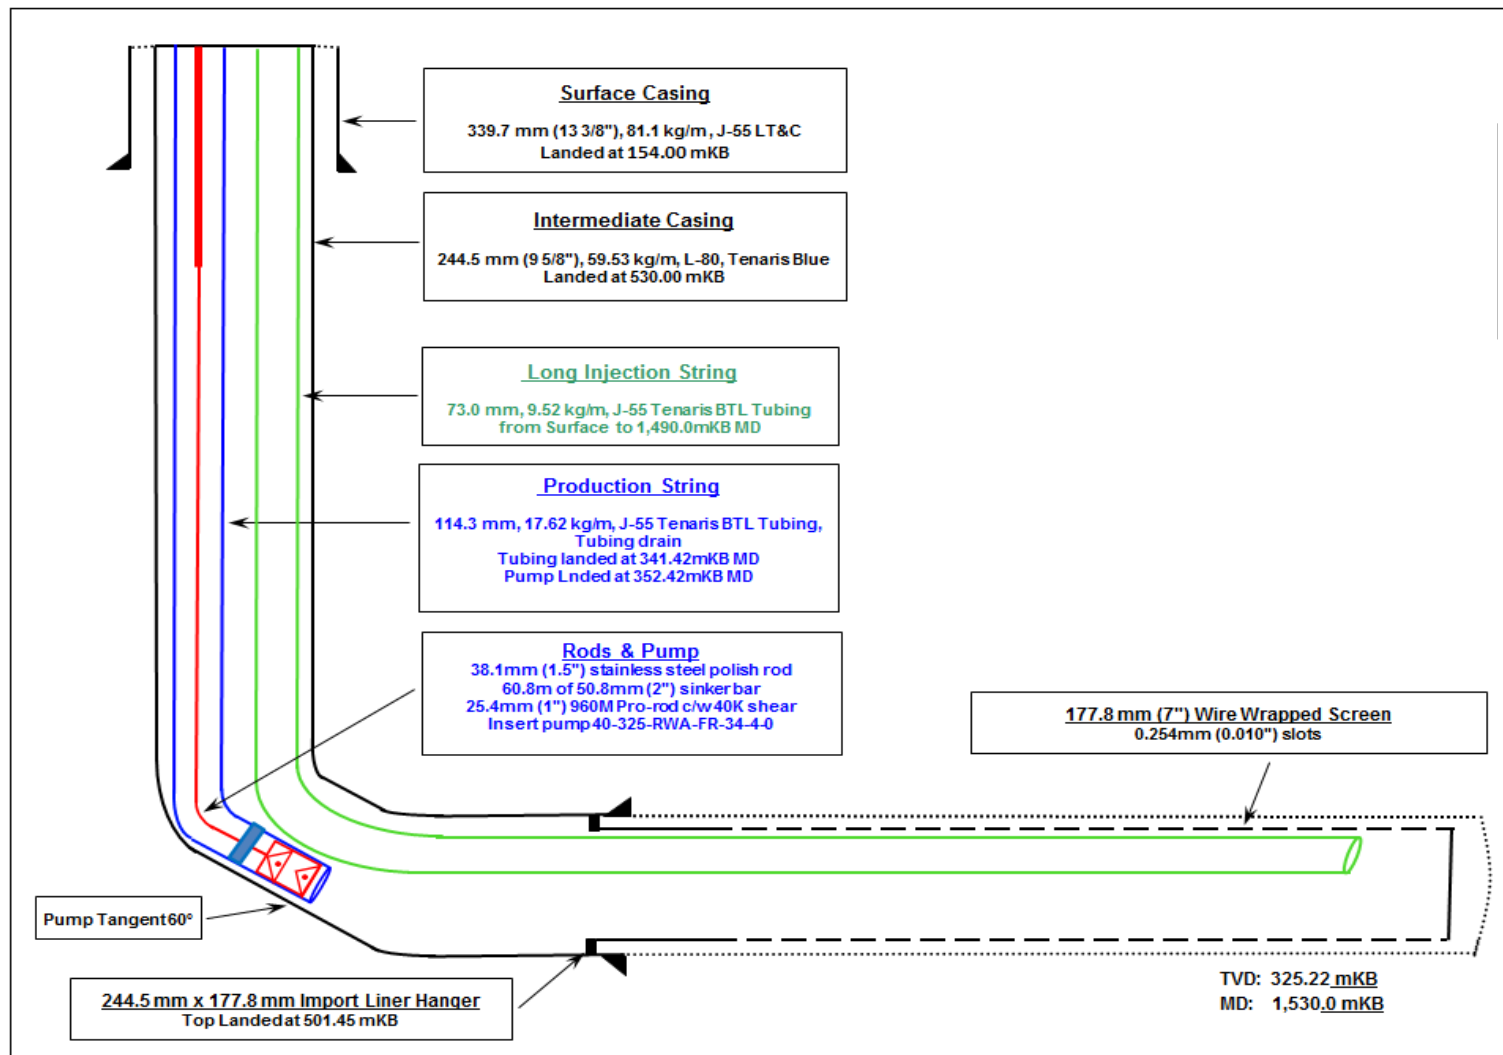 Surface Casing
339.7 mm (13 3/8"), 81.1 kg/m, J-55 LT&C
Landed at 154.00 mKB
Intermediate Casing
244.5 mm (9 5/8"), 59.53 kg/m, L-80, Tenaris Blue
Landed at 530.00 mKB
Long Injection String
73.0 mm, 9.52 kg/m, J-55 Tenaris BTL Tubing
from Surface to 1,490.0mKB MD
Production String
114.3 mm, 17.62 kg/m, J-55 Tenaris BTL Tubing,
Tubing drain
Tubing landed at 341.42mKB MD
Pump Lnded at 352.42mKB MD
Rods & Pump
38.1mm (1.5") stainless steel polish rod
60.8m of 50.8mm (2") sinkerbar
25.4mm (1") 960M Pro-rod c/w 40K shear
Insert pump 40-325-RWA-FR-34-4-0
177.8 mm (7") Wire Wrapped Screen
0.254mm (0.010") slots
Pump Tangent 60°
244.5 mm x 177.8 mm Import Liner Hanger
Top Landed at 501.45 mKB
TVD: 325.22 mKB
MD: 1,530.0 mKB